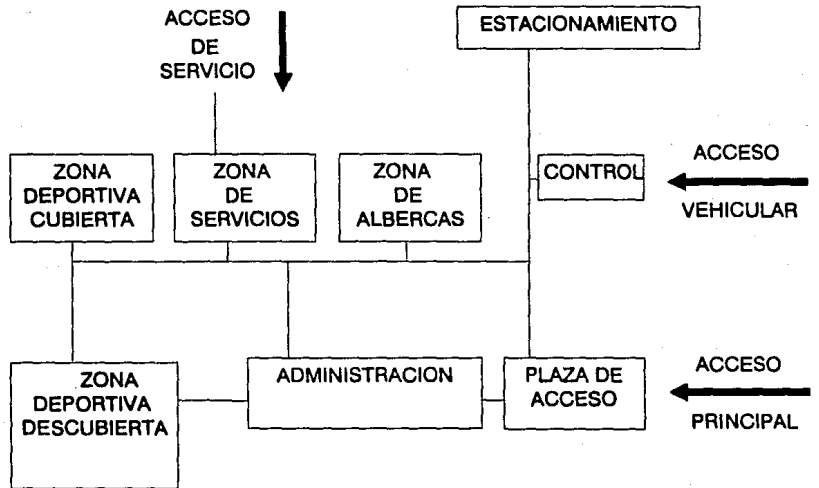 ACCESO
DE
SERVICIO
ESTACIONAMIENTO
ZONA
DEPORTIVA
CUBIERTA
ZONA
DE
SERVICIOS
ZONA
DE
ALBERCAS
CONTROL
ACCESO
VEHICULAR
ZONA
DEPORTIVA
DESCUBIERTA
ADMINISTRACION
PLAZA DE
ACCESO
ACCESO
PRINCIPAL